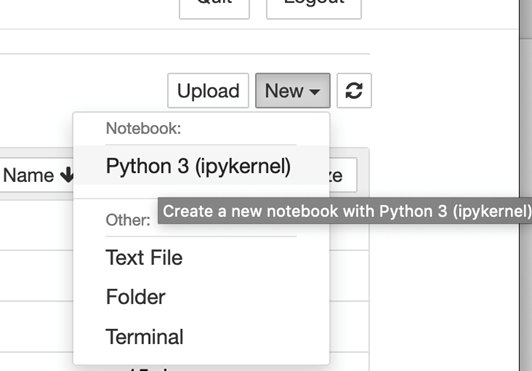 Quit Logout
Upload New
Notebook:
Name Python 3 (ipykernel)
Create a new notebook with Python 3 (ipykernel)
Other:
Text File
Folder
Terminal